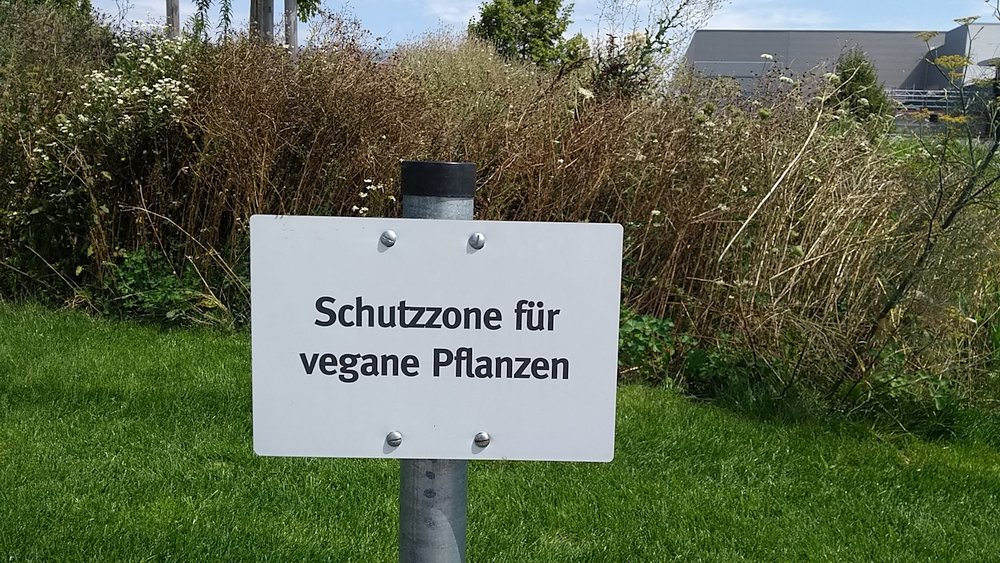 Schutzzone für
vegane Pflanzen